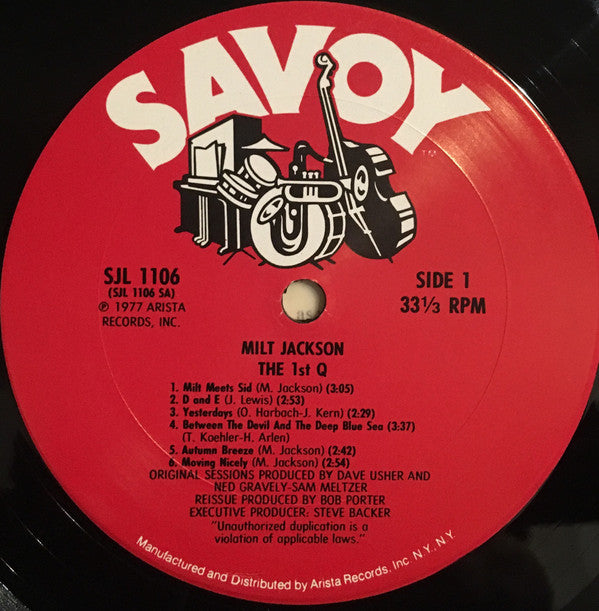 SAVOY
TM
SJL 1106
(SJL 1106 SA)
℗ 1977 ARISTA
RECORDS, INC.
SIDE 1
33⅓ RPM
MILT JACKSON
THE 1st Q
1. Milt Meets Sid (M. Jackson) (3:05)
2. D and E (J. Lewis) (2:53)
3. Yesterdays (O. Harbach-J. Kern) (2:29)
4. Between The Devil And The Deep Blue Sea (3:37)
(T. Koehler-H. Arlen)
5. Autumn Breeze (M. Jackson) (2:42)
6. Moving Nicely (M. Jackson) (2:54)
ORIGINAL SESSIONS PRODUCED BY DAVE USHER AND
NED GRAVELY-SAM MELTZER
REISSUE PRODUCED BY BOB PORTER
EXECUTIVE PRODUCER: STEVE BACKER
"Unauthorized duplication is a
violation of applicable laws."
Manufactured and Distributed by Arista Records, Inc. N.Y., N.Y.